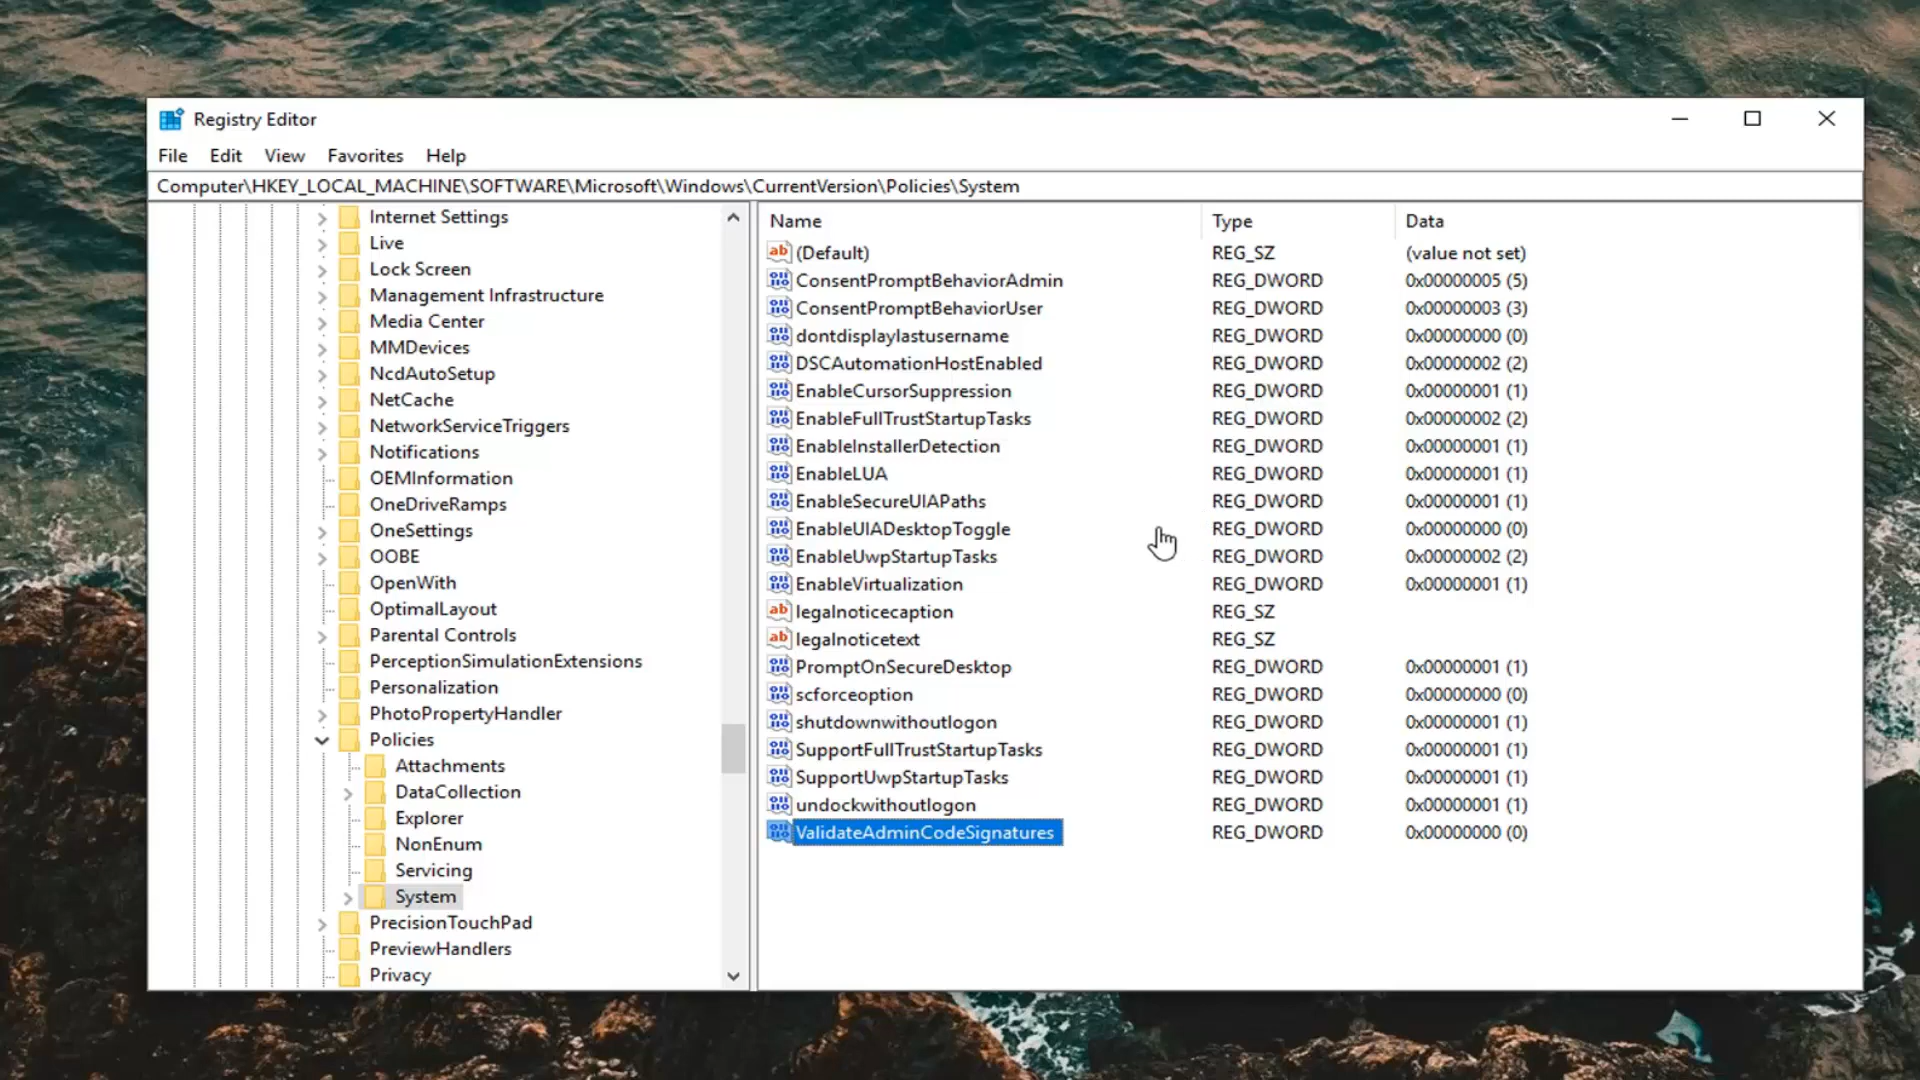 Registry Editor
File Edit View Favorites Help
Computer\HKEY_LOCAL_MACHINE\SOFTWARE\Microsoft\Windows\CurrentVersion\Policies\System
Internet Settings
Live
Lock Screen
Management Infrastructure
Media Center
MMDevices
NcdAutoSetup
NetCache
NetworkServiceTriggers
Notifications
OEMInformation
OneDriveRamps
OneSettings
OOBE
OpenWith
OptimalLayout
Parental Controls
PerceptionSimulationExtensions
Personalization
PhotoPropertyHandler
Policies
Attachments
DataCollection
Explorer
NonEnum
Servicing
System
PrecisionTouchPad
PreviewHandlers
Privacy
Name Type Data
(Default) REG_SZ (value not set)
ConsentPromptBehaviorAdmin REG_DWORD 0x00000005 (5)
ConsentPromptBehaviorUser REG_DWORD 0x00000003 (3)
dontdisplaylastusername REG_DWORD 0x00000000 (0)
DSCAutomationHostEnabled REG_DWORD 0x00000002 (2)
EnableCursorSuppression REG_DWORD 0x00000001 (1)
EnableFullTrustStartupTasks REG_DWORD 0x00000002 (2)
EnableInstallerDetection REG_DWORD 0x00000001 (1)
EnableLUA REG_DWORD 0x00000001 (1)
EnableSecureUIAPaths REG_DWORD 0x00000001 (1)
EnableUIADesktopToggle REG_DWORD 0x00000000 (0)
EnableUwpStartupTasks REG_DWORD 0x00000002 (2)
EnableVirtualization REG_DWORD 0x00000001 (1)
legalnoticecaption REG_SZ
legalnoticetext REG_SZ
PromptOnSecureDesktop REG_DWORD 0x00000001 (1)
scforceoption REG_DWORD 0x00000000 (0)
shutdownwithoutlogon REG_DWORD 0x00000001 (1)
SupportFullTrustStartupTasks REG_DWORD 0x00000001 (1)
SupportUwpStartupTasks REG_DWORD 0x00000001 (1)
undockwithoutlogon REG_DWORD 0x00000001 (1)
ValidateAdminCodeSignatures REG_DWORD 0x00000000 (0)